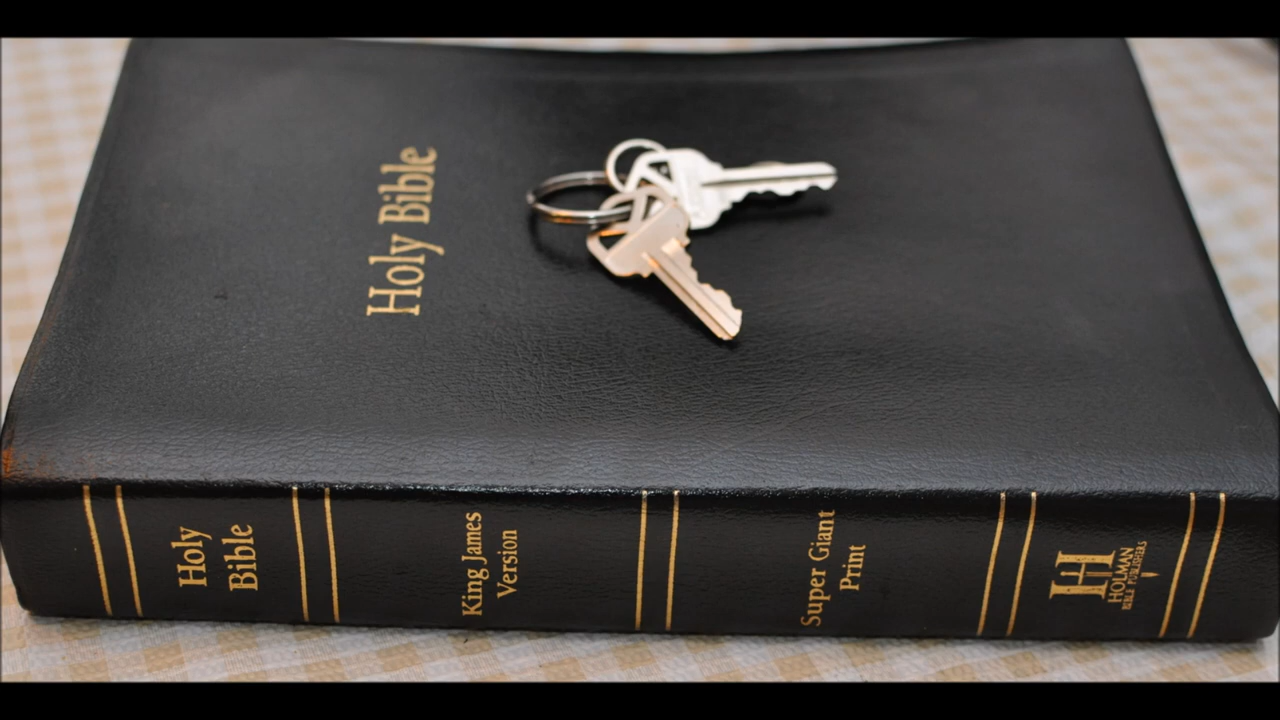 Holy Bible
Holy
Bible
King James
Version
Super Giant
Print
HOLMAN
BIBLE PUBLISHERS